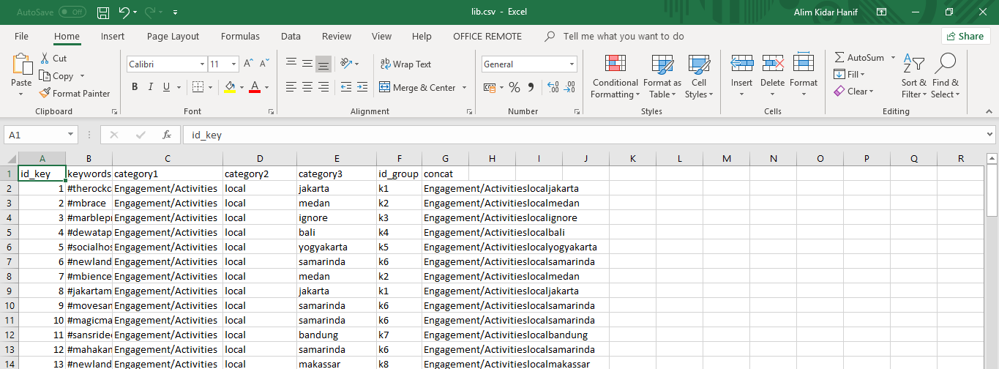 AutoSave Off lib.csv - Excel Alim Kidar Hanif
File Home Insert Page Layout Formulas Data Review View Help OFFICE REMOTE Tell me what you want to do Share
Paste Cut Copy Format Painter
Calibri 11 A A
B I U A
Wrap Text
Merge & Center
General
% 9 .00 .00
Conditional Formatting Format as Table Cell Styles
Insert Delete Format
AutoSum Fill Clear Sort & Filter Find & Select
Clipboard Font Alignment Number Styles Cells Editing
A1 fx id_key
A B C D E F G H I J K L M N O P Q R
1 id_key keywords category1 category2 category3 id_group concat
2 1 #therockc Engagement/Activities local jakarta k1 Engagement/Activitieslocaljakarta
3 2 #mbrace Engagement/Activities local medan k2 Engagement/Activitieslocalmedan
4 3 #marblepr Engagement/Activities local ignore k3 Engagement/Activitieslocalignore
5 4 #dewatap Engagement/Activities local bali k4 Engagement/Activitieslocalbali
6 5 #socialhos Engagement/Activities local yogyakarta k5 Engagement/Activitieslocalyogyakarta
7 6 #newland Engagement/Activities local samarinda k6 Engagement/Activitieslocalsamarinda
8 7 #mbience Engagement/Activities local medan k2 Engagement/Activitieslocalmedan
9 8 #jakartam Engagement/Activities local jakarta k1 Engagement/Activitieslocaljakarta
10 9 #movesan Engagement/Activities local samarinda k6 Engagement/Activitieslocalsamarinda
11 10 #magicma Engagement/Activities local samarinda k6 Engagement/Activitieslocalsamarinda
12 11 #sansride Engagement/Activities local bandung k7 Engagement/Activitieslocalbandung
13 12 #mahakan Engagement/Activities local samarinda k6 Engagement/Activitieslocalsamarinda
14 13 #newland Engagement/Activities local makassar k8 Engagement/Activitieslocalmakassar